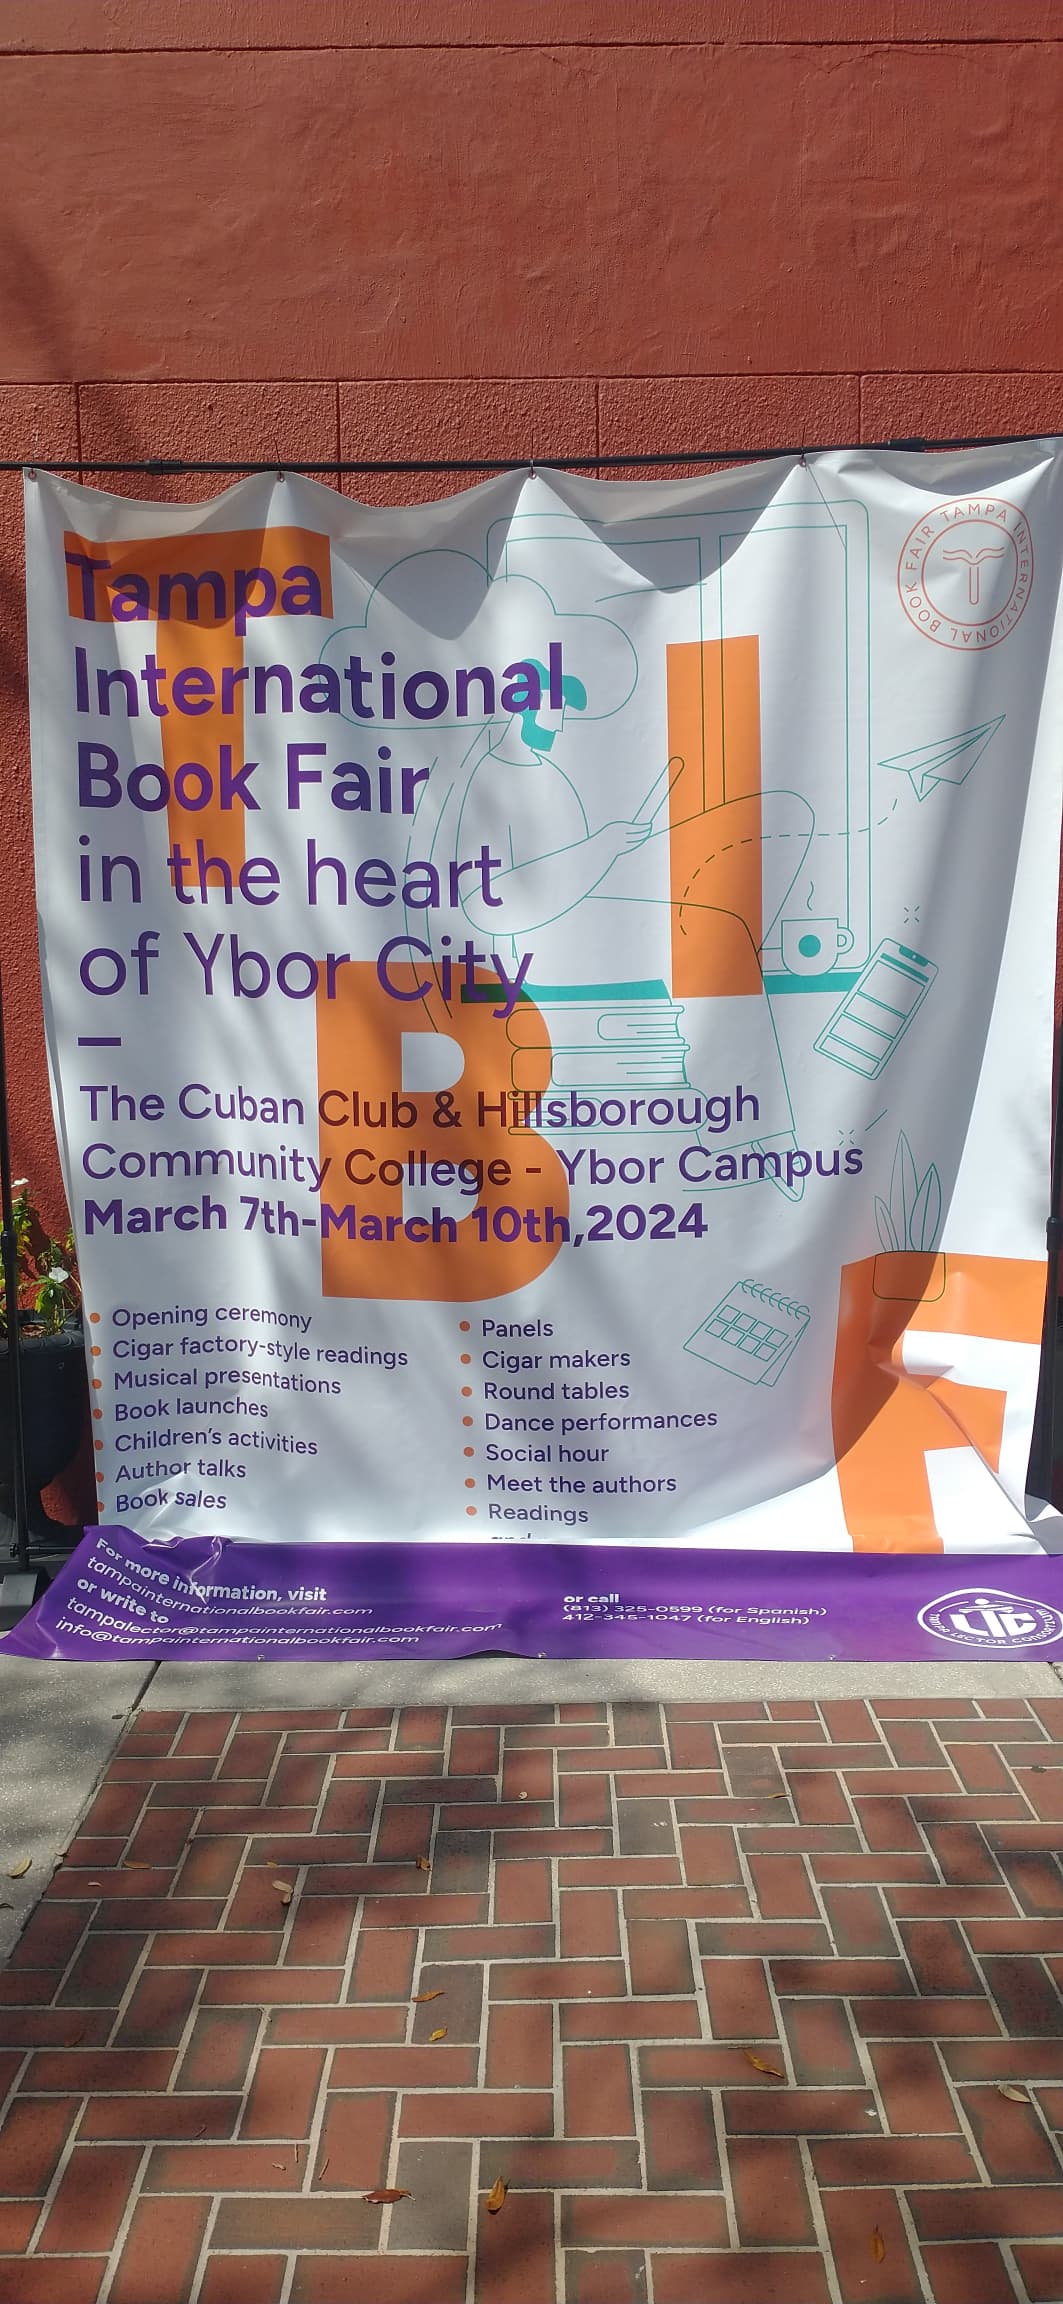 Tampa
International
Book Fair
in the heart
of Ybor City
—
The Cuban Club & Hillsborough
Community College - Ybor Campus
March 7th-March 10th,2024
• Opening ceremony
• Cigar factory-style readings
• Musical presentations
• Book launches
• Children's activities
• Author talks
• Book sales
• Panels
• Cigar makers
• Round tables
• Dance performances
• Social hour
• Meet the authors
• Readings
TAMPA INTERNATIONAL BOOK FAIR
T I B F
For more information, visit
tampainternationalbookfair.com
or write to
tampalector@tampainternationalbookfair.com
info@tampainternationalbookfair.com
or call
(813) 325-0599 (for Spanish)
412-345-1047 (for English)
LTC
TAMPA LECTOR